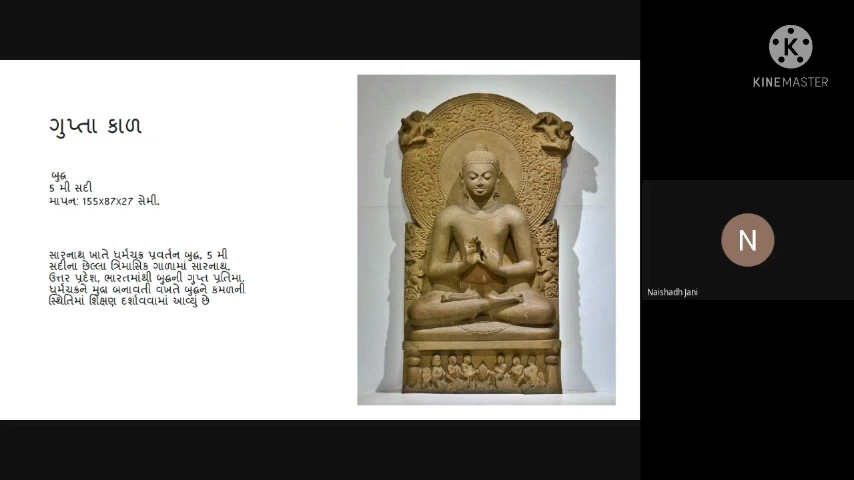 ગુપ્તા કાળ
બુદ્ધ
5 મી સદી
માપન: 155x87x27 સેમી.
સારનાથ ખાતે ધર્મચક્ર પ્રવર્તન બુદ્ધ, 5 મી
સદીના છેલ્લા ત્રિમાસિક ગાળામાં સારનાથ,
ઉત્તર પ્રદેશ, ભારતમાંથી બુદ્ધની ગુપ્ત પ્રતિમા.
ધર્મચક્રને મુદ્રા બનાવતી વખતે બુદ્ધને કમળની
સ્થિતિમાં શિક્ષણ દર્શાવવામાં આવ્યું છે
K
KINEMASTER
N
Naishadh Jani